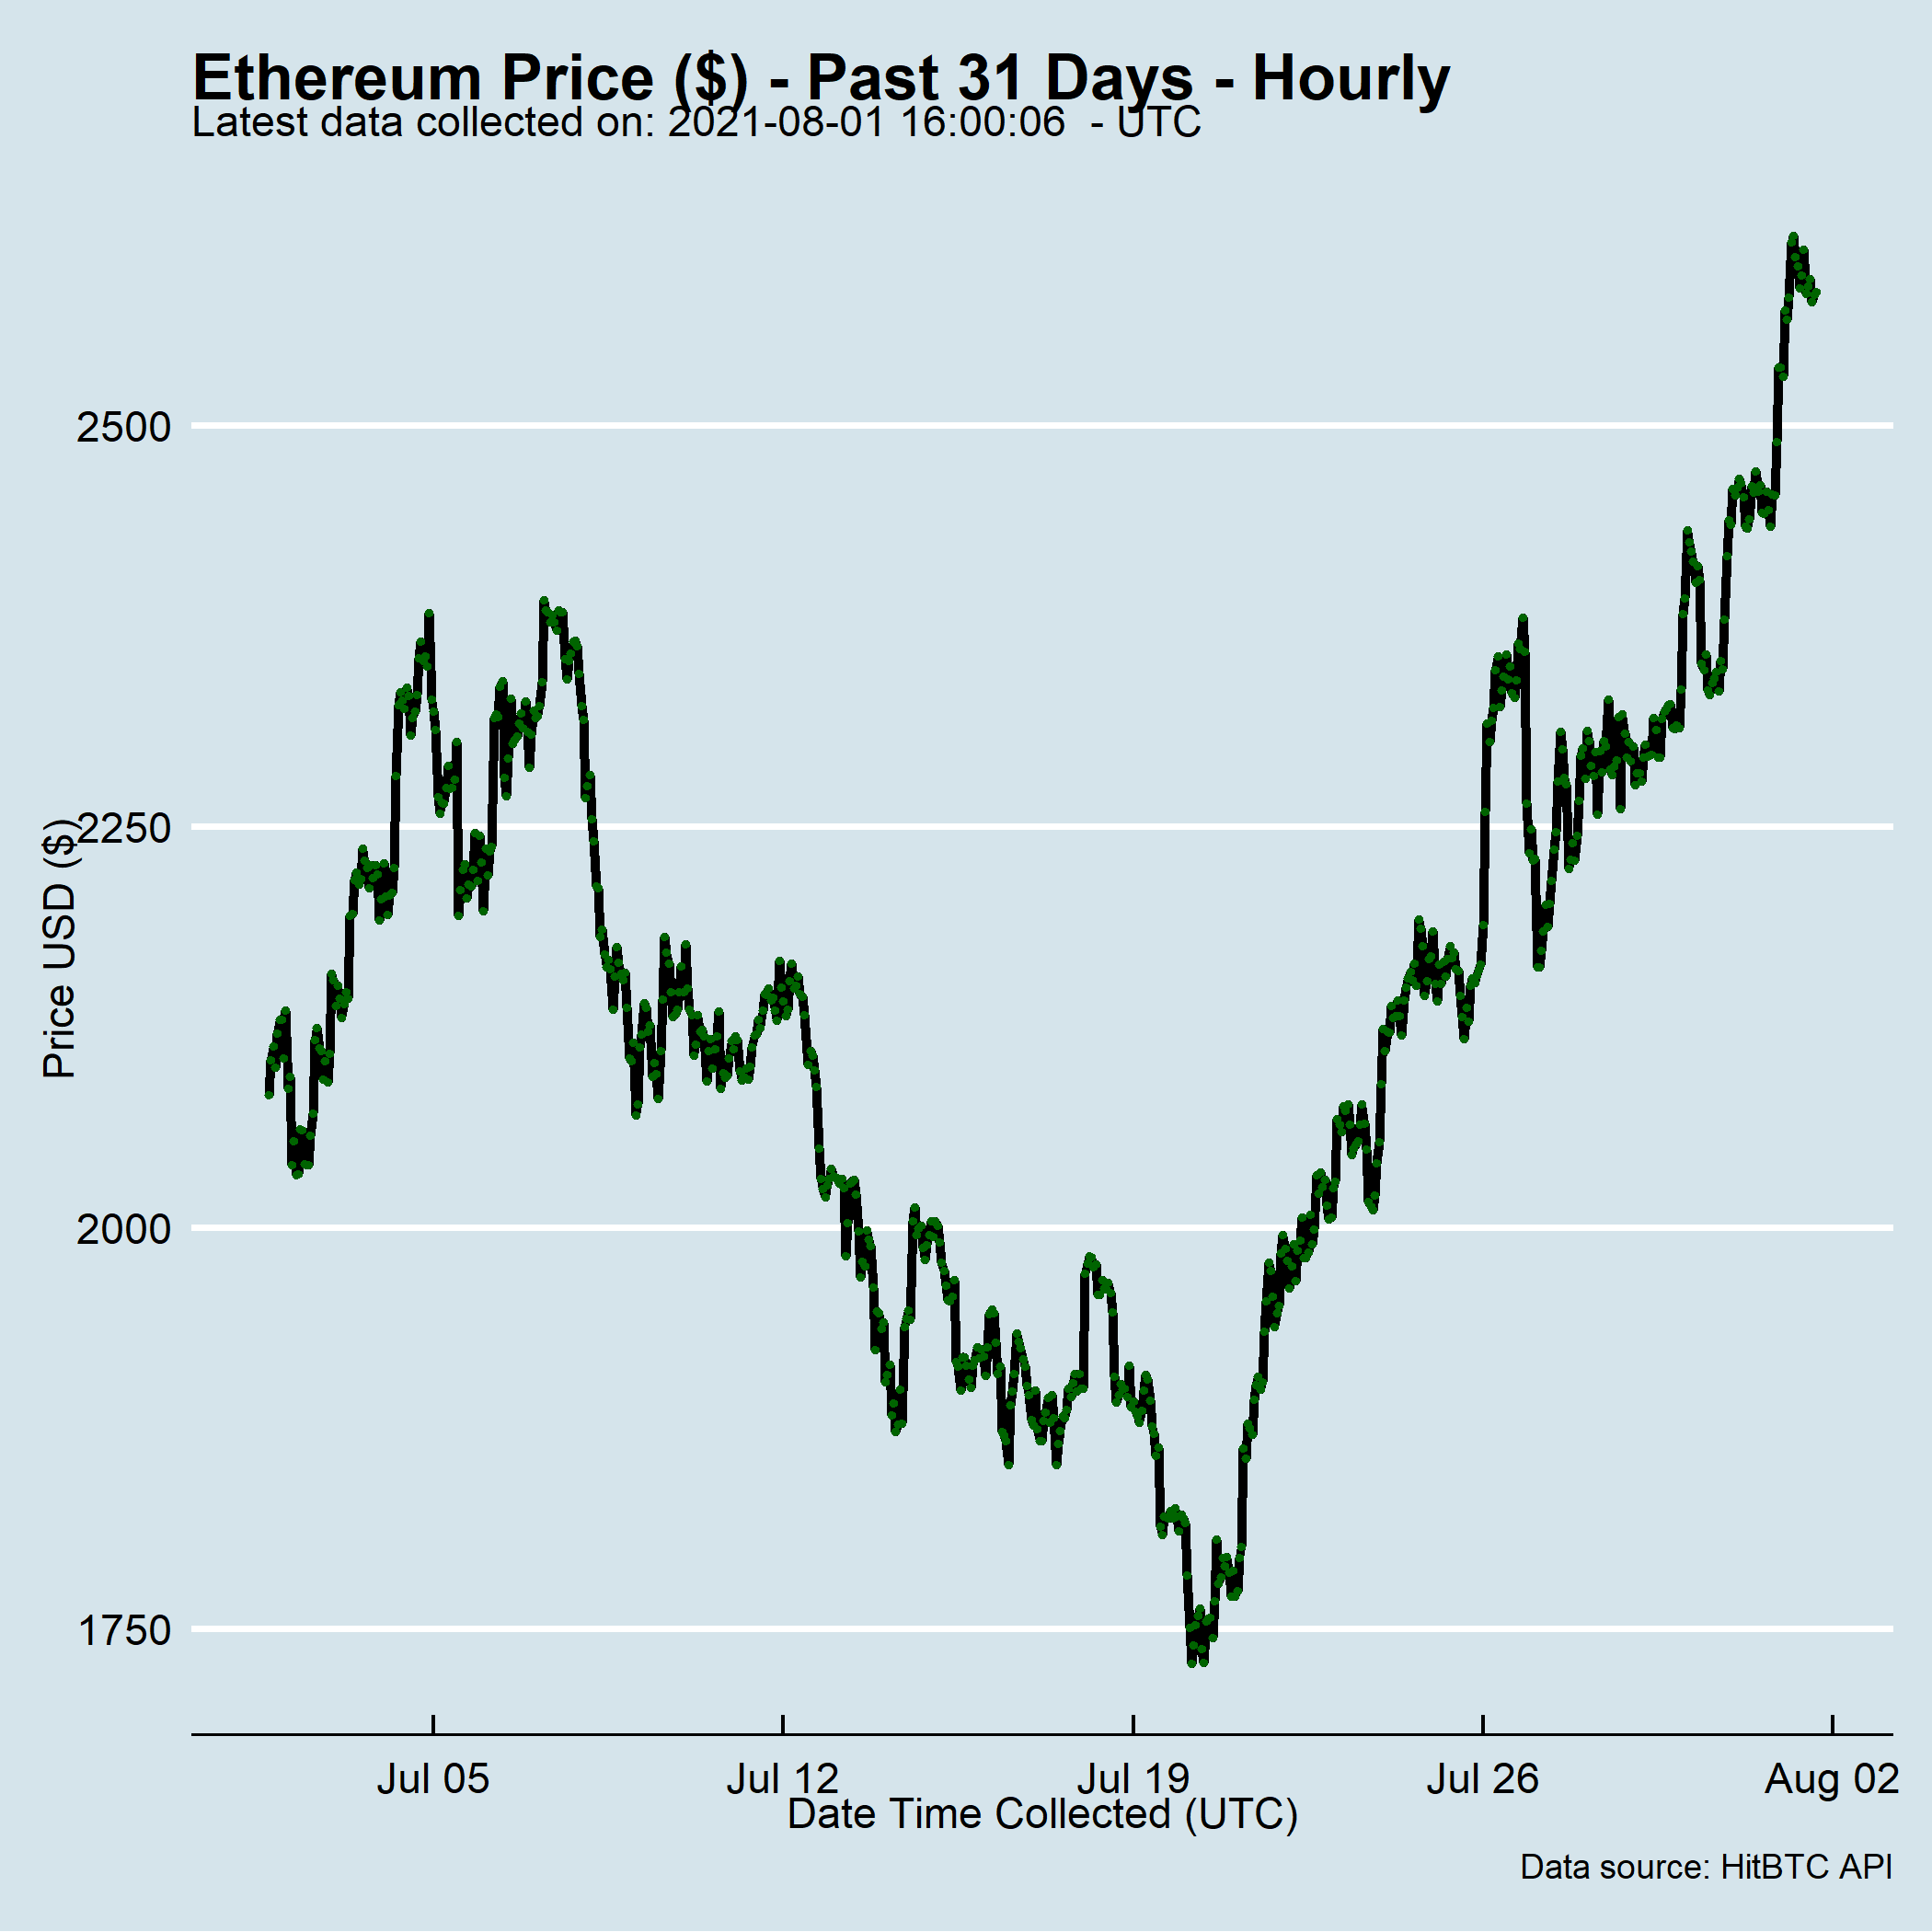 Ethereum Price ($) - Past 31 Days - Hourly
Latest data collected on: 2021-08-01 16:00:06  - UTC
2500
2250
2000
1750
Price USD ($)
Jul 05
Jul 12
Jul 19
Jul 26
Aug 02
Date Time Collected (UTC)
Data source: HitBTC API